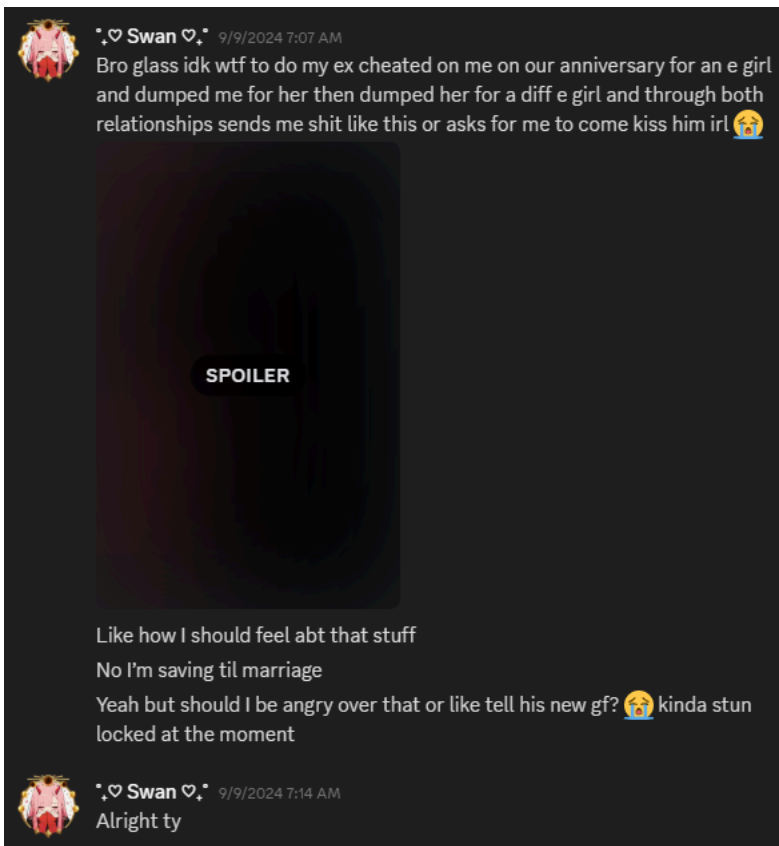 °₊♡ Swan ♡₊° 9/9/2024 7:07 AM
Bro glass idk wtf to do my ex cheated on me on our anniversary for an e girl
and dumped me for her then dumped her for a diff e girl and through both
relationships sends me shit like this or asks for me to come kiss him irl 😭
SPOILER
Like how I should feel abt that stuff
No I’m saving til marriage
Yeah but should I be angry over that or like tell his new gf? 😭 kinda stun
locked at the moment
°₊♡ Swan ♡₊° 9/9/2024 7:14 AM
Alright ty